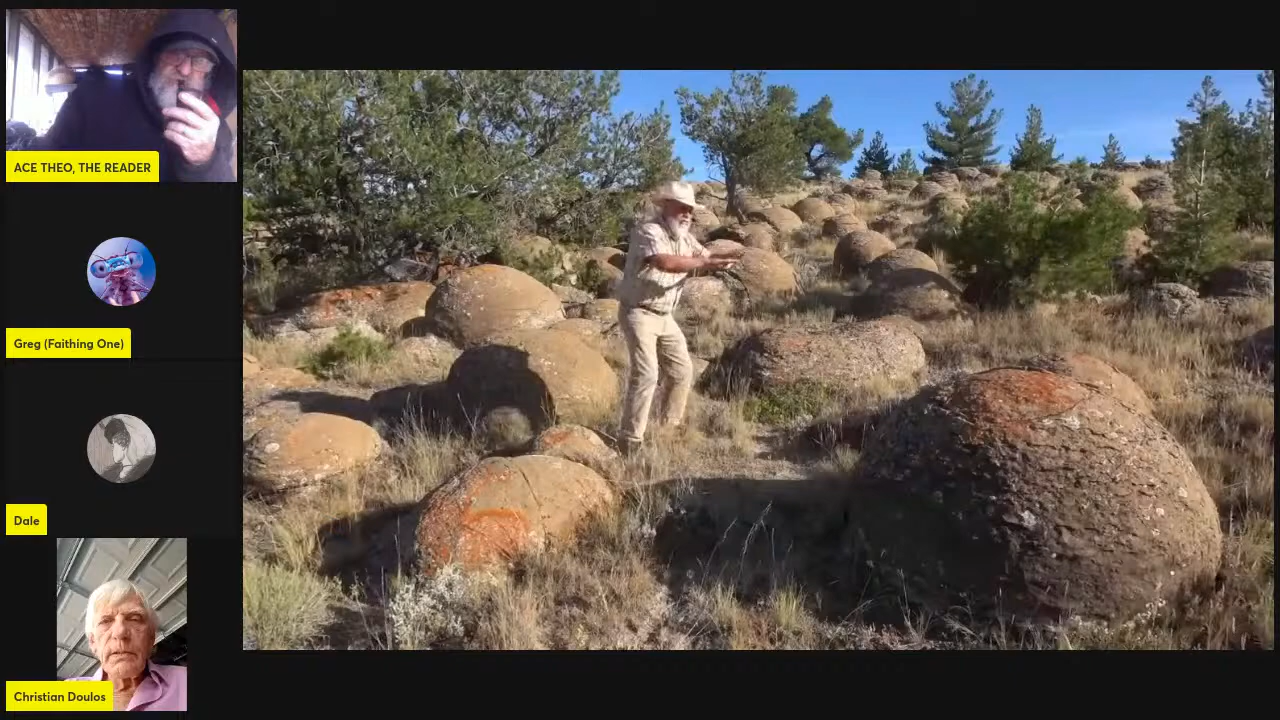 ACE THEO, THE READER
Greg (Faithing One)
Dale
Christian Doulos